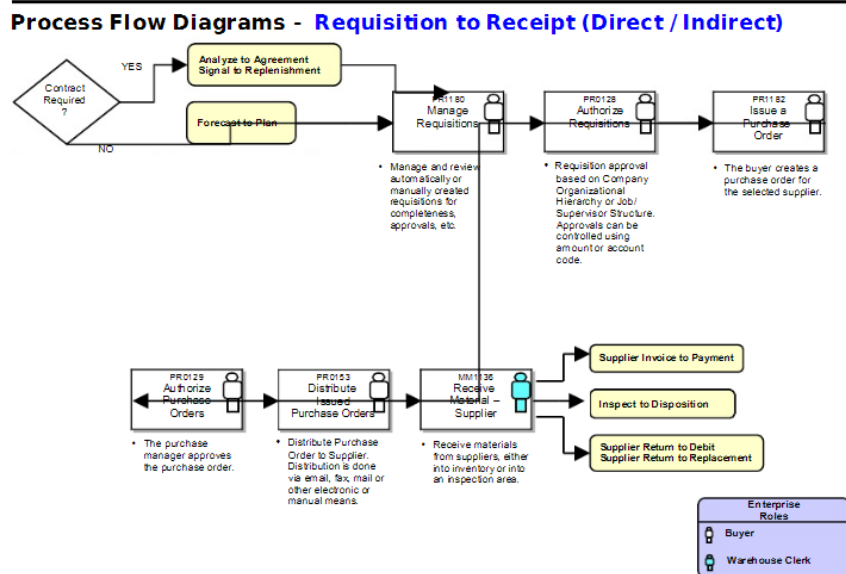 Process Flow Diagrams - Requisition to Receipt (Direct / Indirect)
Contract
Required
?
YES
NO
Analyze to Agreement
Signal to Replenishment
Forecast to Plan
PR1180
Manage
Requisitions
PR0128
Authorize
Requisitions
PR1182
Issue a
Purchase
Order
• Manage and review
automatically or
manually created
requisitions for
completeness,
approvals, etc.
• Requisition approval
based on Company
Organizational
Hierarchy or Job/
Supervisor Structure.
Approvals can be
controlled using
amount or account
code.
• The buyer creates a
purchase order for
the selected supplier.
PR0129
Authorize
Purchase
Orders
PR0153
Distribute
Issued
Purchase Orders
MM1136
Receive
Material –
Supplier
Supplier Invoice to Payment
Inspect to Disposition
Supplier Return to Debit
Supplier Return to Replacement
• The purchase
manager approves
the purchase order.
• Distribute Purchase
Order to Supplier.
Distribution is done
via email, fax, mail or
other electronic or
manual means.
• Receive materials
from suppliers, either
into inventory or into
an inspection area.
Enterprise
Roles
Buyer
Warehouse Clerk